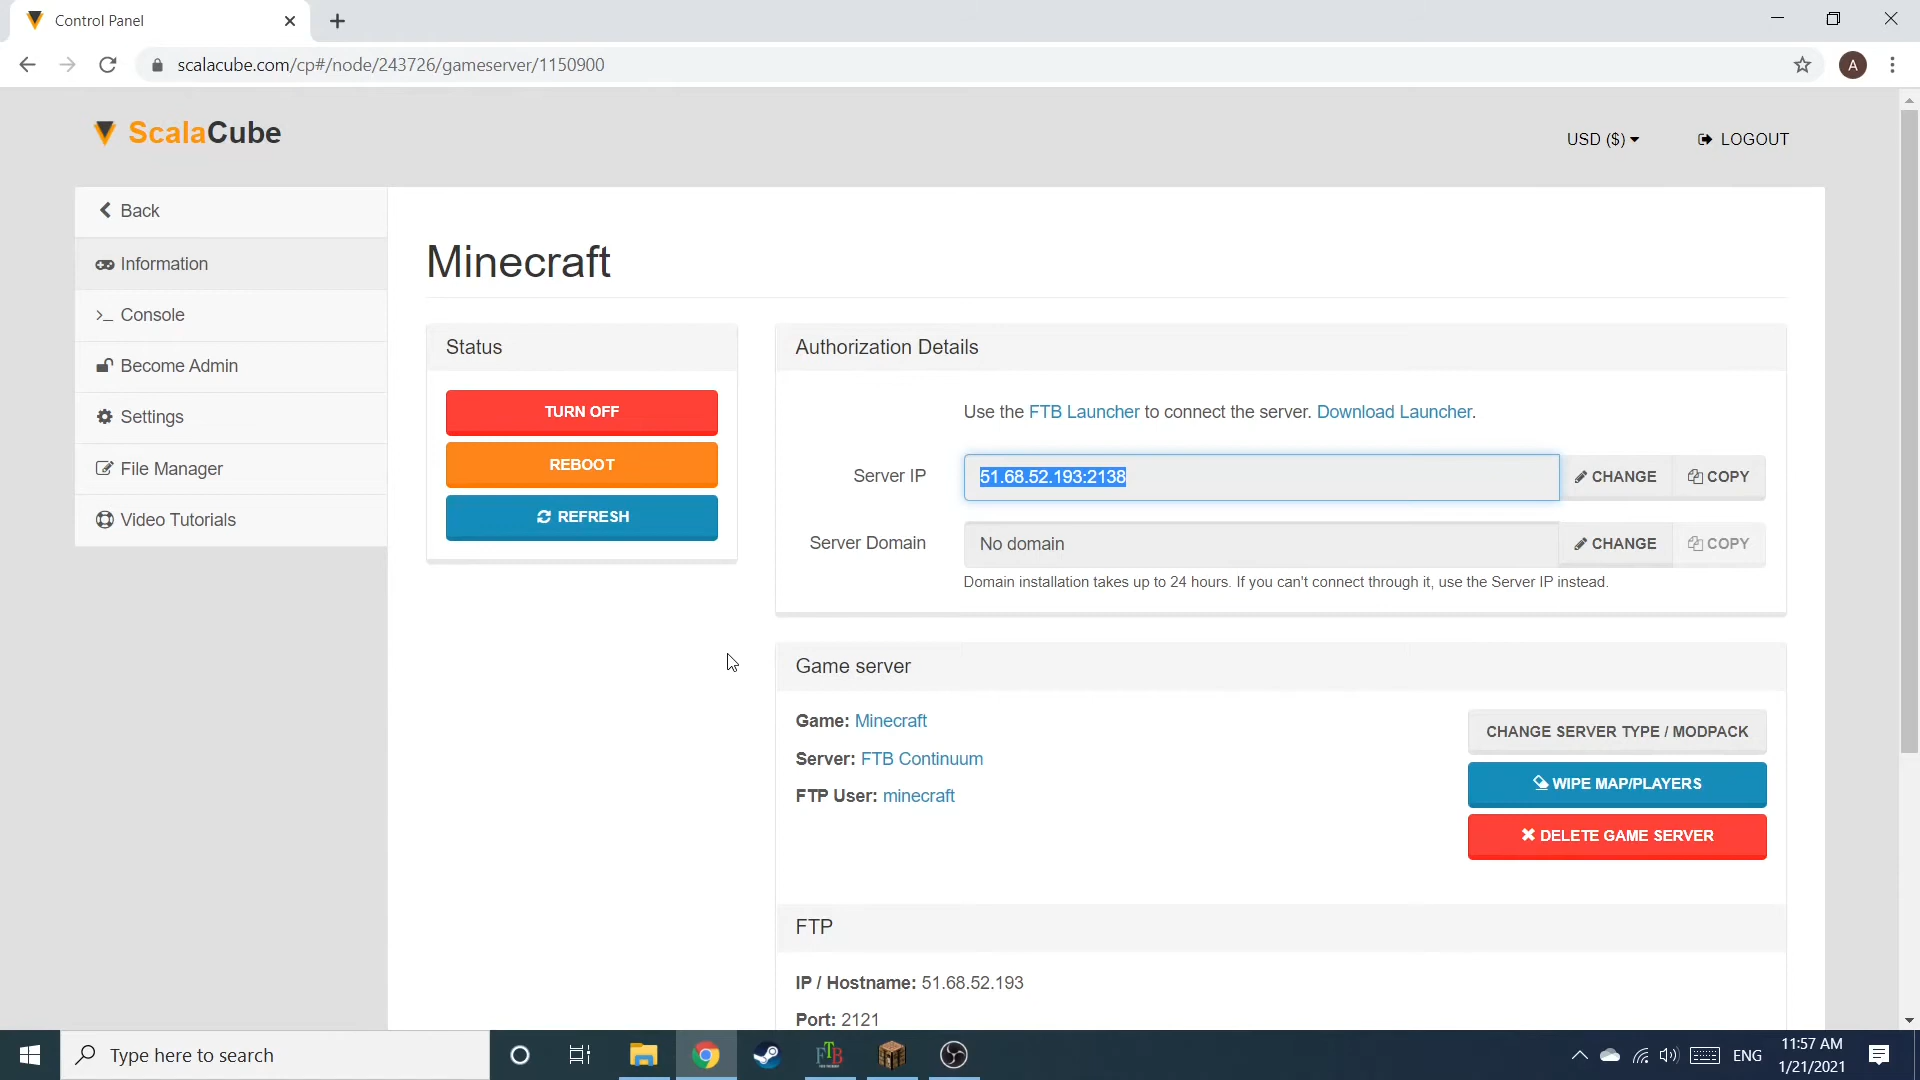 Control Panel
scalacube.com/cp#/node/243726/gameserver/1150900
A
ScalaCube
USD ($)
LOGOUT
Back
Information
Console
Become Admin
Settings
File Manager
Video Tutorials
Minecraft
Status
TURN OFF
REBOOT
REFRESH
Authorization Details
Use the FTB Launcher to connect the server. Download Launcher.
Server IP
51.68.52.193:2138
CHANGE
COPY
Server Domain
No domain
CHANGE
COPY
Domain installation takes up to 24 hours. If you can't connect through it, use the Server IP instead.
Game server
Game: Minecraft
Server: FTB Continuum
FTP User: minecraft
CHANGE SERVER TYPE / MODPACK
WIPE MAP/PLAYERS
DELETE GAME SERVER
FTP
IP / Hostname: 51.68.52.193
Port: 2121
Type here to search
FTB
ENG
11:57 AM
1/21/2021